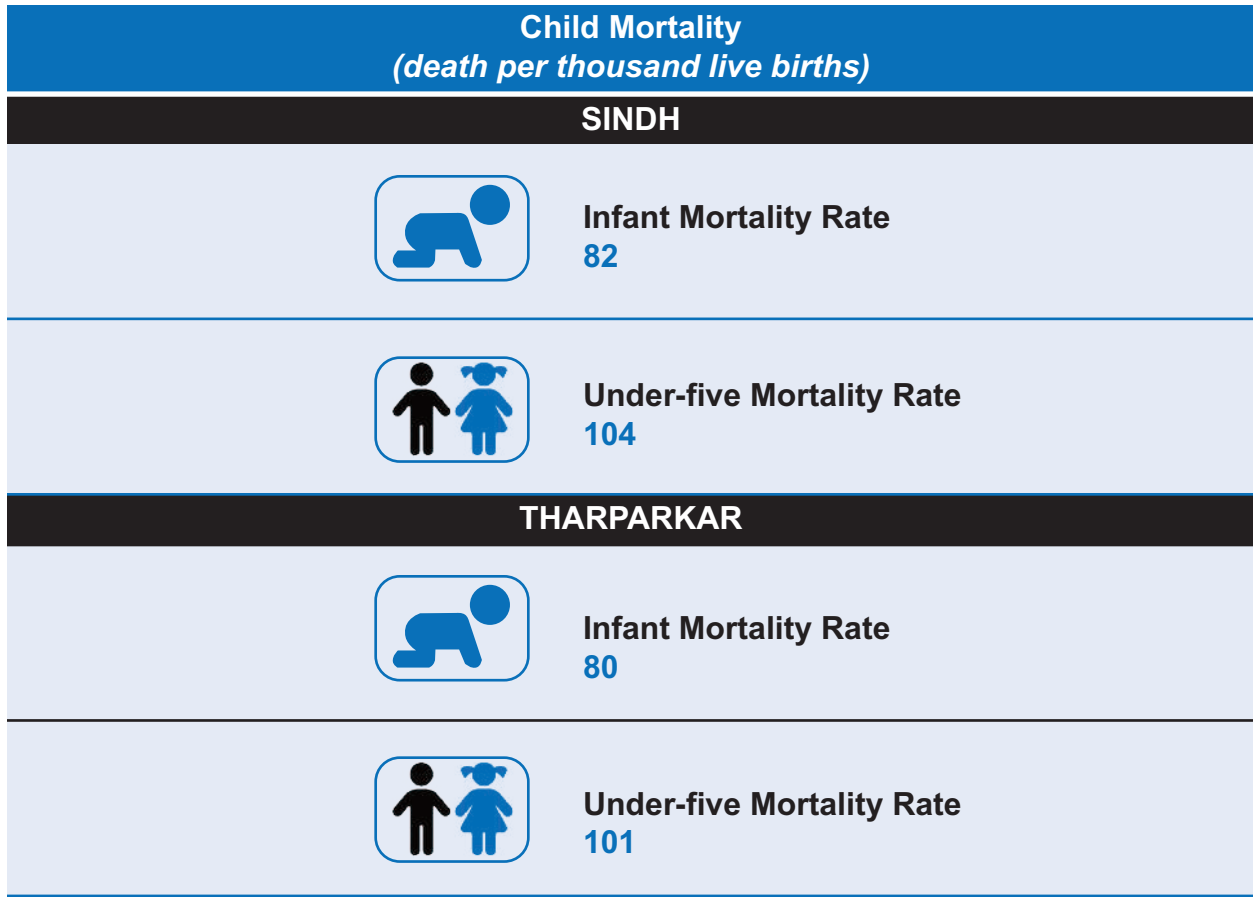 Child Mortality
(death per thousand live births)
SINDH
Infant Mortality Rate
82
Under-five Mortality Rate
104
THARPARKAR
Infant Mortality Rate
80
Under-five Mortality Rate
101